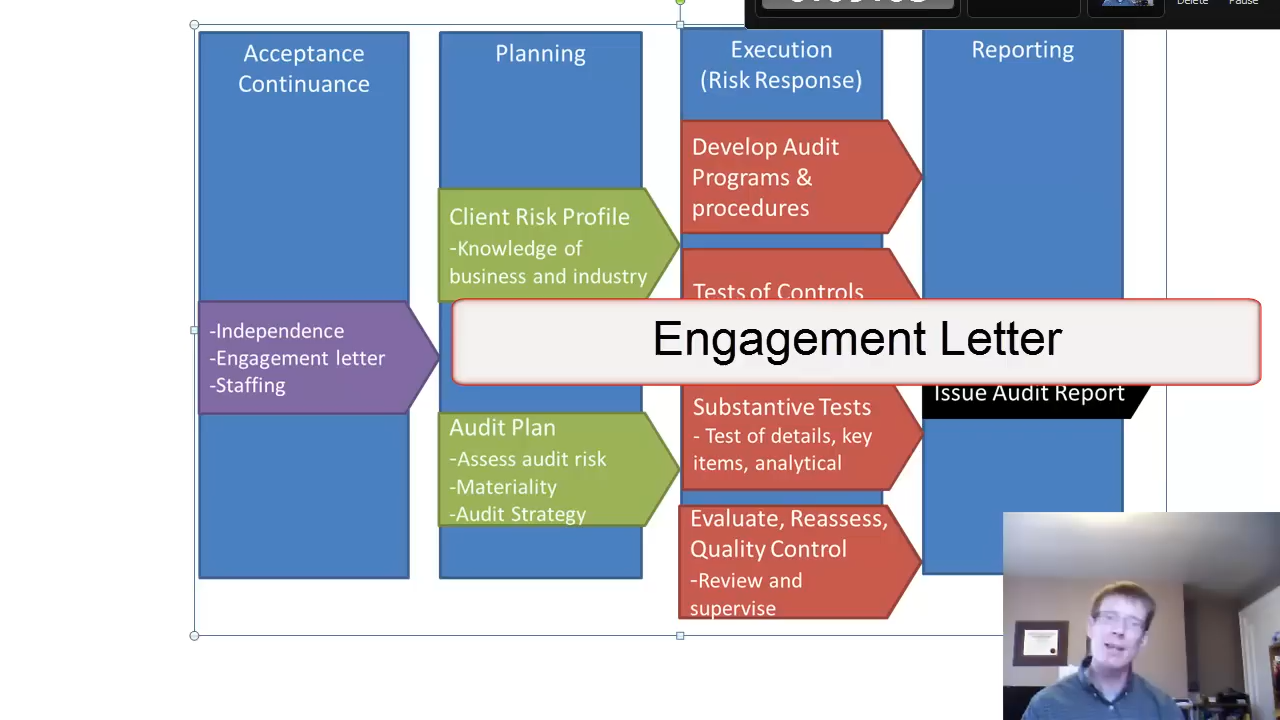 Delete
Pause
Acceptance
Continuance
Planning
Execution
(Risk Response)
Reporting
-Independence
-Engagement letter
-Staffing
Client Risk Profile
-Knowledge of
business and industry
Audit Plan
-Assess audit risk
-Materiality
-Audit Strategy
Develop Audit
Programs &
procedures
Tests of Controls
Engagement Letter
Substantive Tests
- Test of details, key
items, analytical
Evaluate, Reassess,
Quality Control
-Review and
supervise
Issue Audit Report